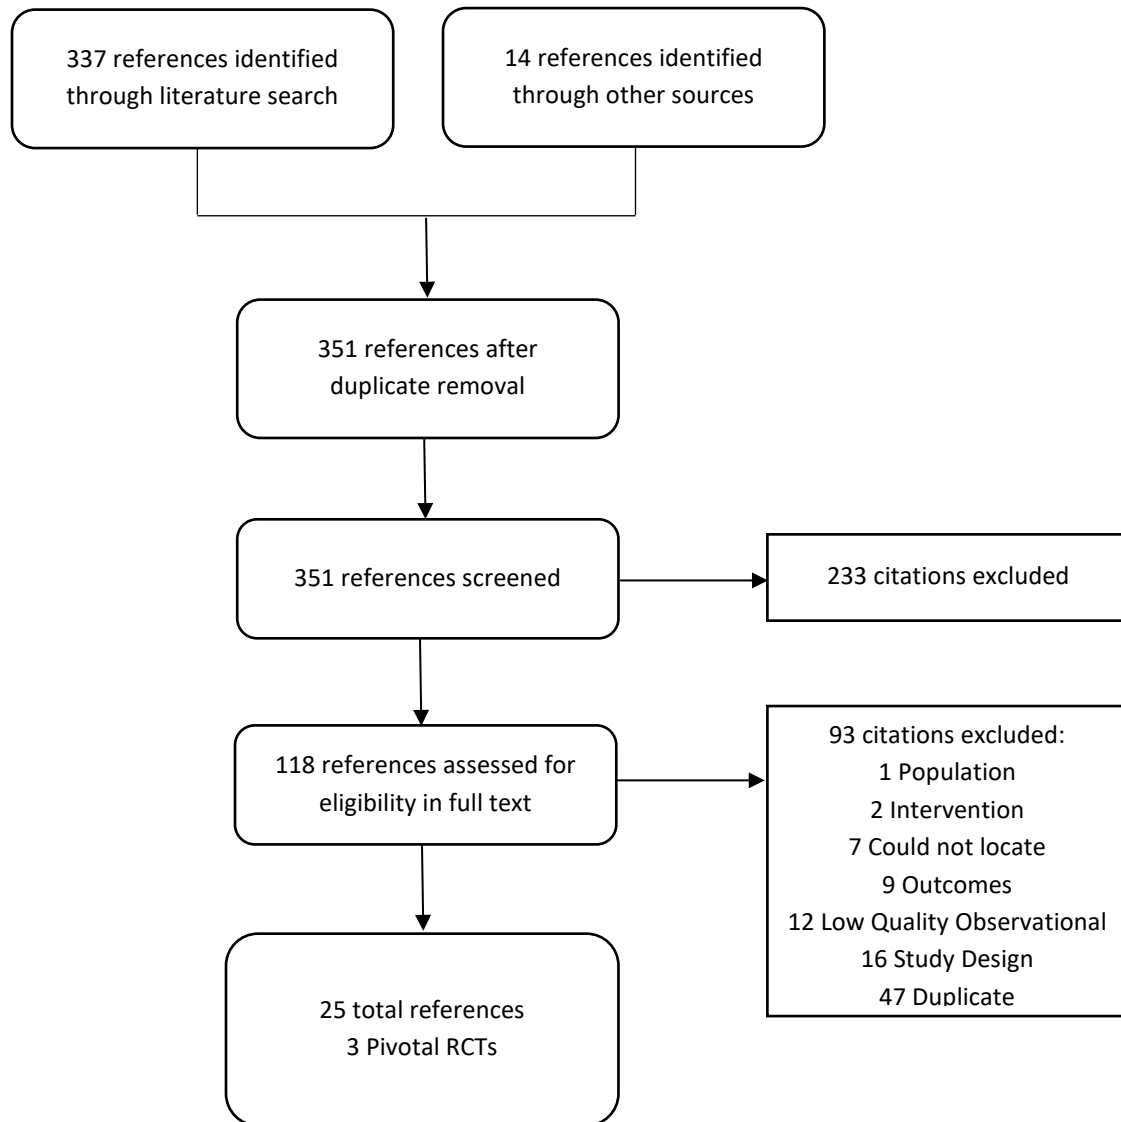 337 references identified
through literature search
14 references identified
through other sources
351 references after
duplicate removal
351 references screened
233 citations excluded
118 references assessed for
eligibility in full text
93 citations excluded:
1 Population
2 Intervention
7 Could not locate
9 Outcomes
12 Low Quality Observational
16 Study Design
47 Duplicate
25 total references
3 Pivotal RCTs